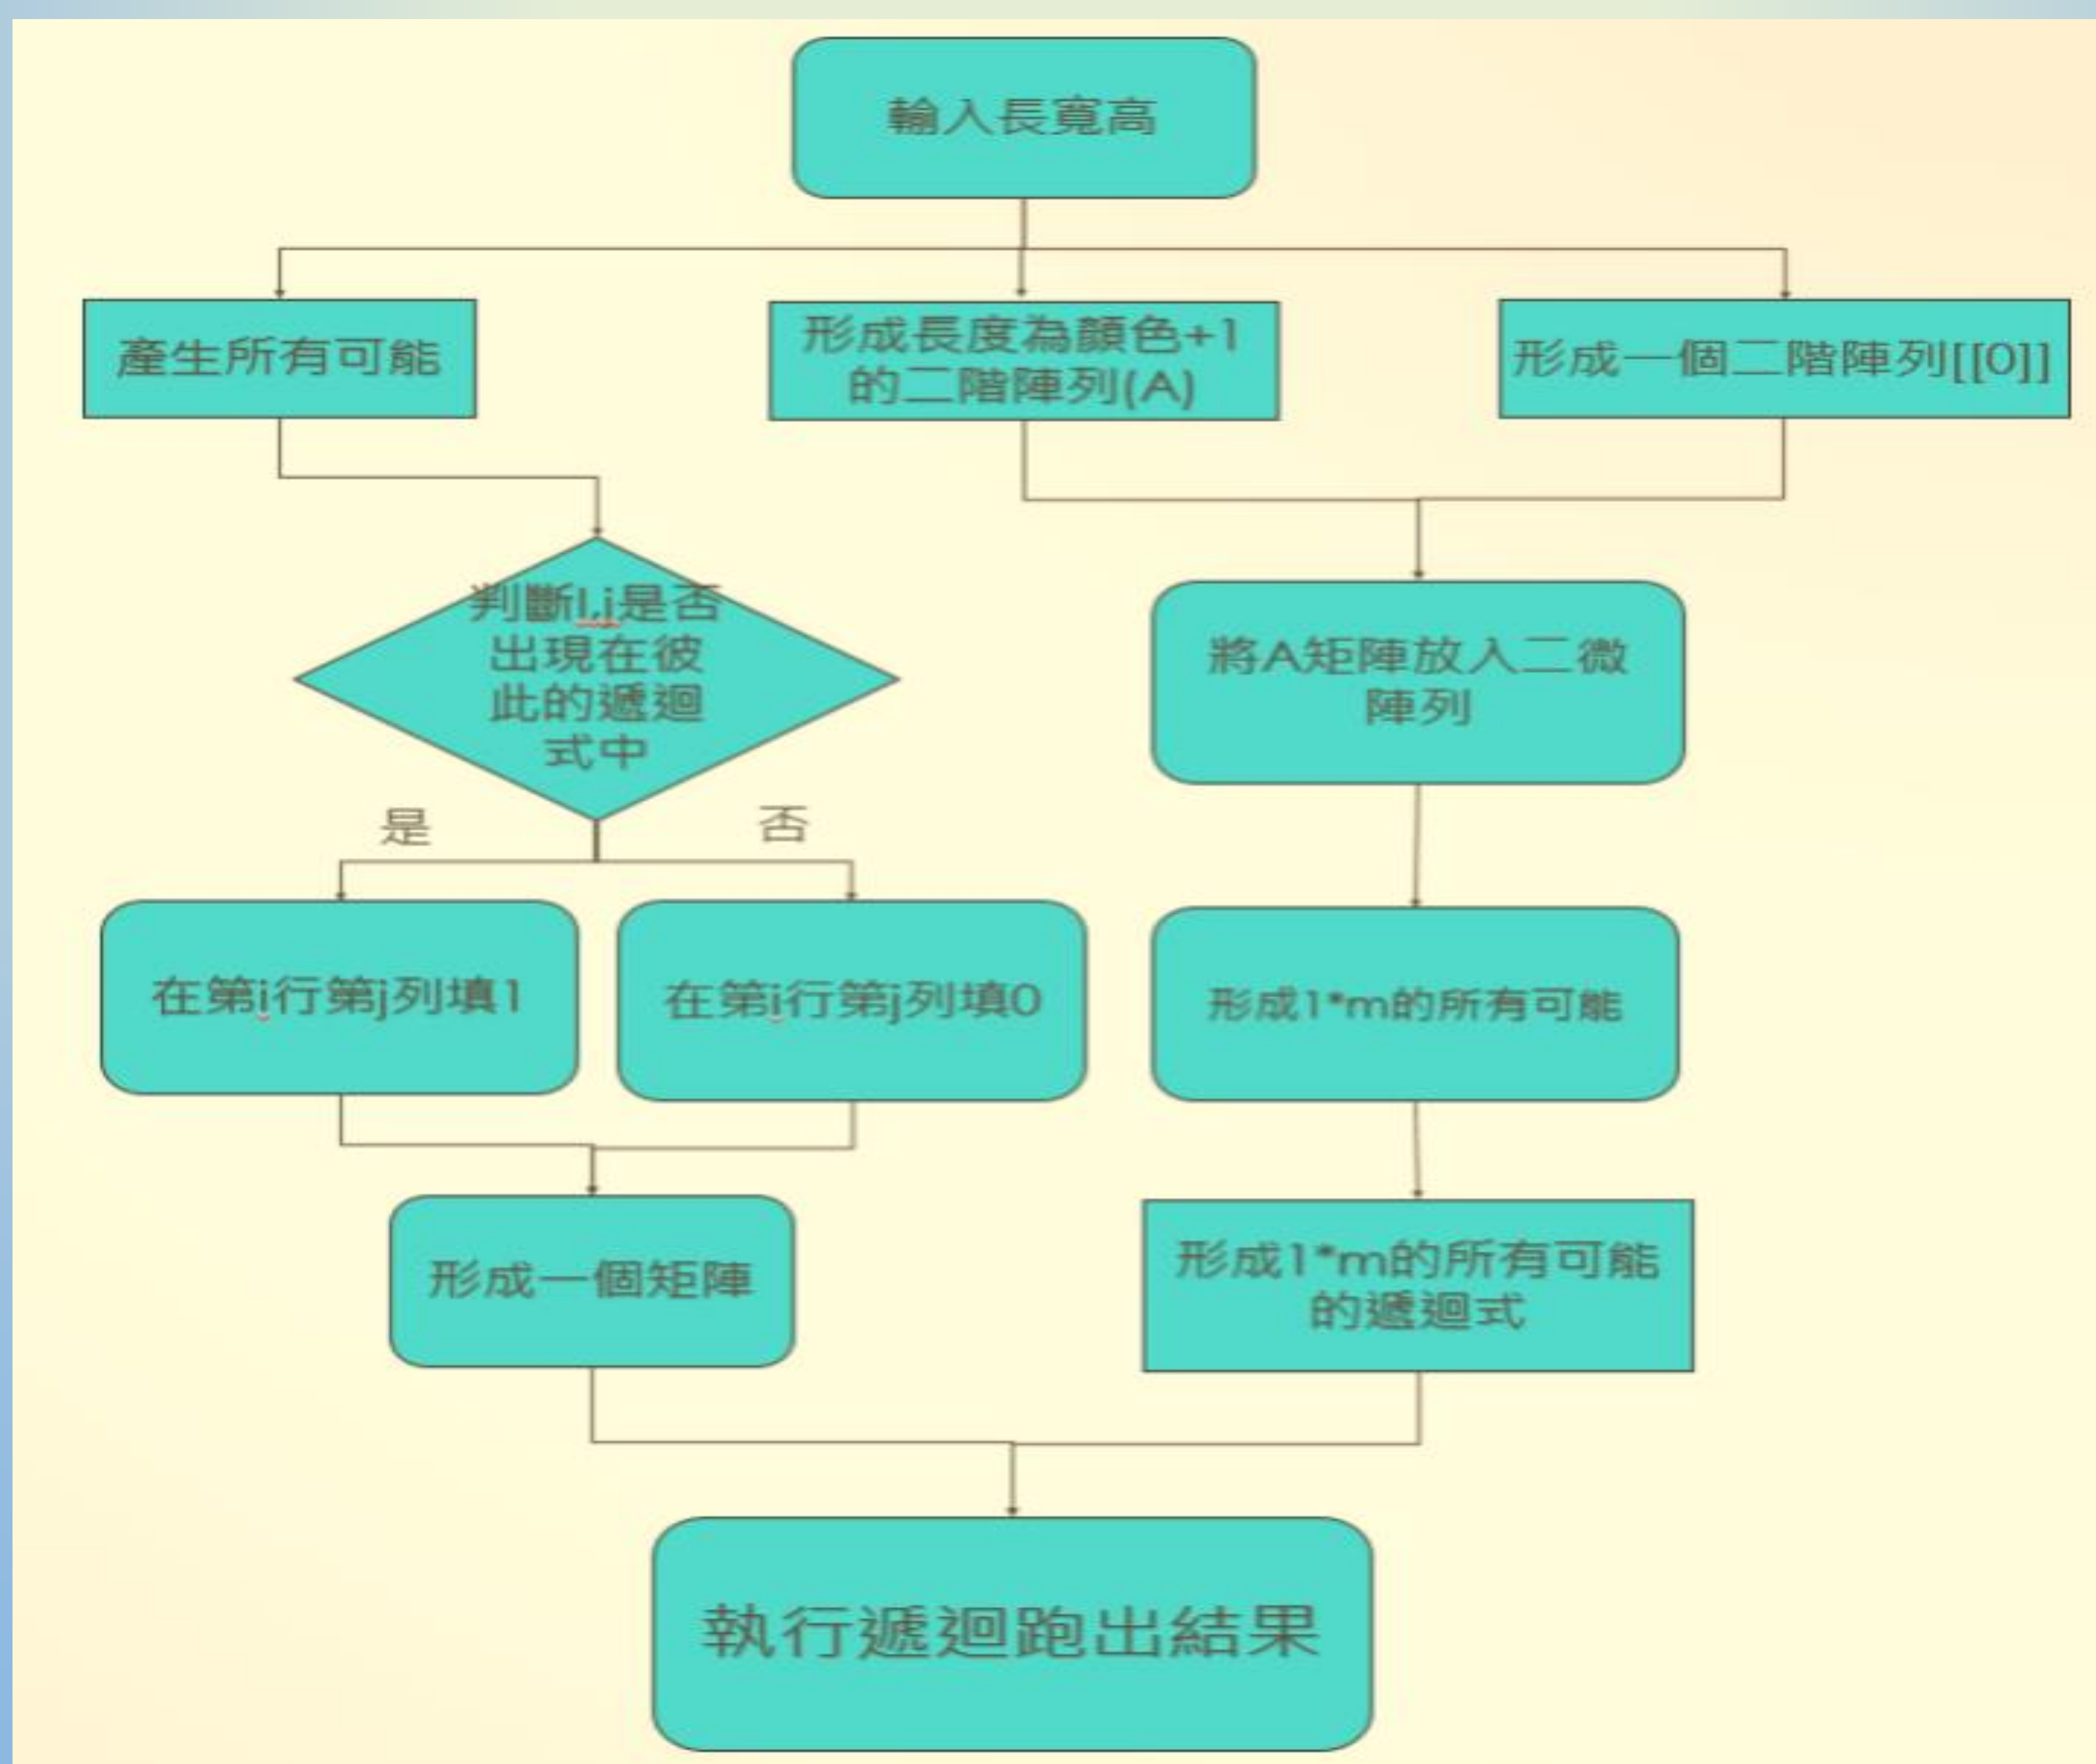 輸入長寬高
產生所有可能
形成長度為顏色+1
的二階陣列(A)
形成一個二階陣列[[0]]
判斷I,j是否
出現在彼
此的遞迴
式中
將A矩陣放入二微
陣列
是
否
在第i行第j列填1
在第i行第j列填0
形成1*m的所有可能
形成一個矩陣
形成1*m的所有可能
的遞迴式
執行遞迴跑出結果